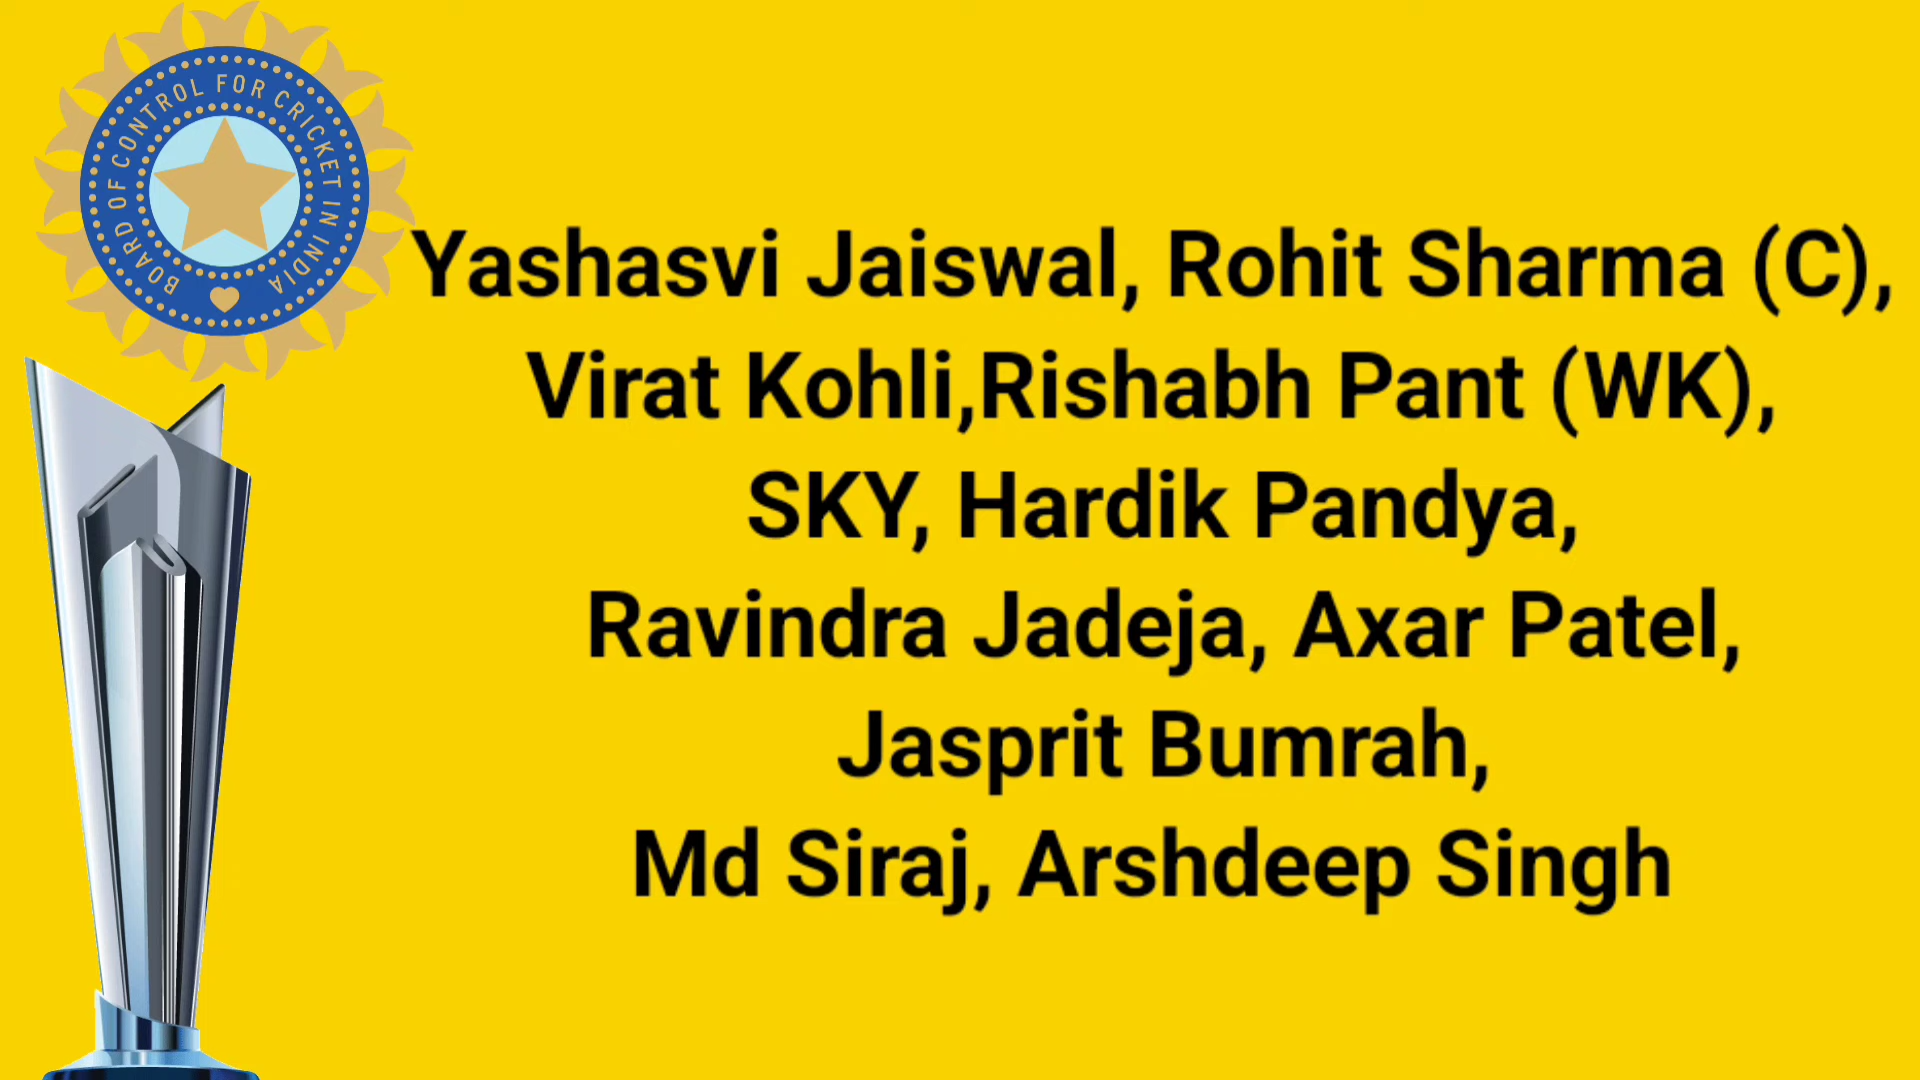 BOARD OF CONTROL FOR CRICKET IN INDIA
Yashasvi Jaiswal, Rohit Sharma (C),
Virat Kohli,Rishabh Pant (WK),
SKY, Hardik Pandya,
Ravindra Jadeja, Axar Patel,
Jasprit Bumrah,
Md Siraj, Arshdeep Singh